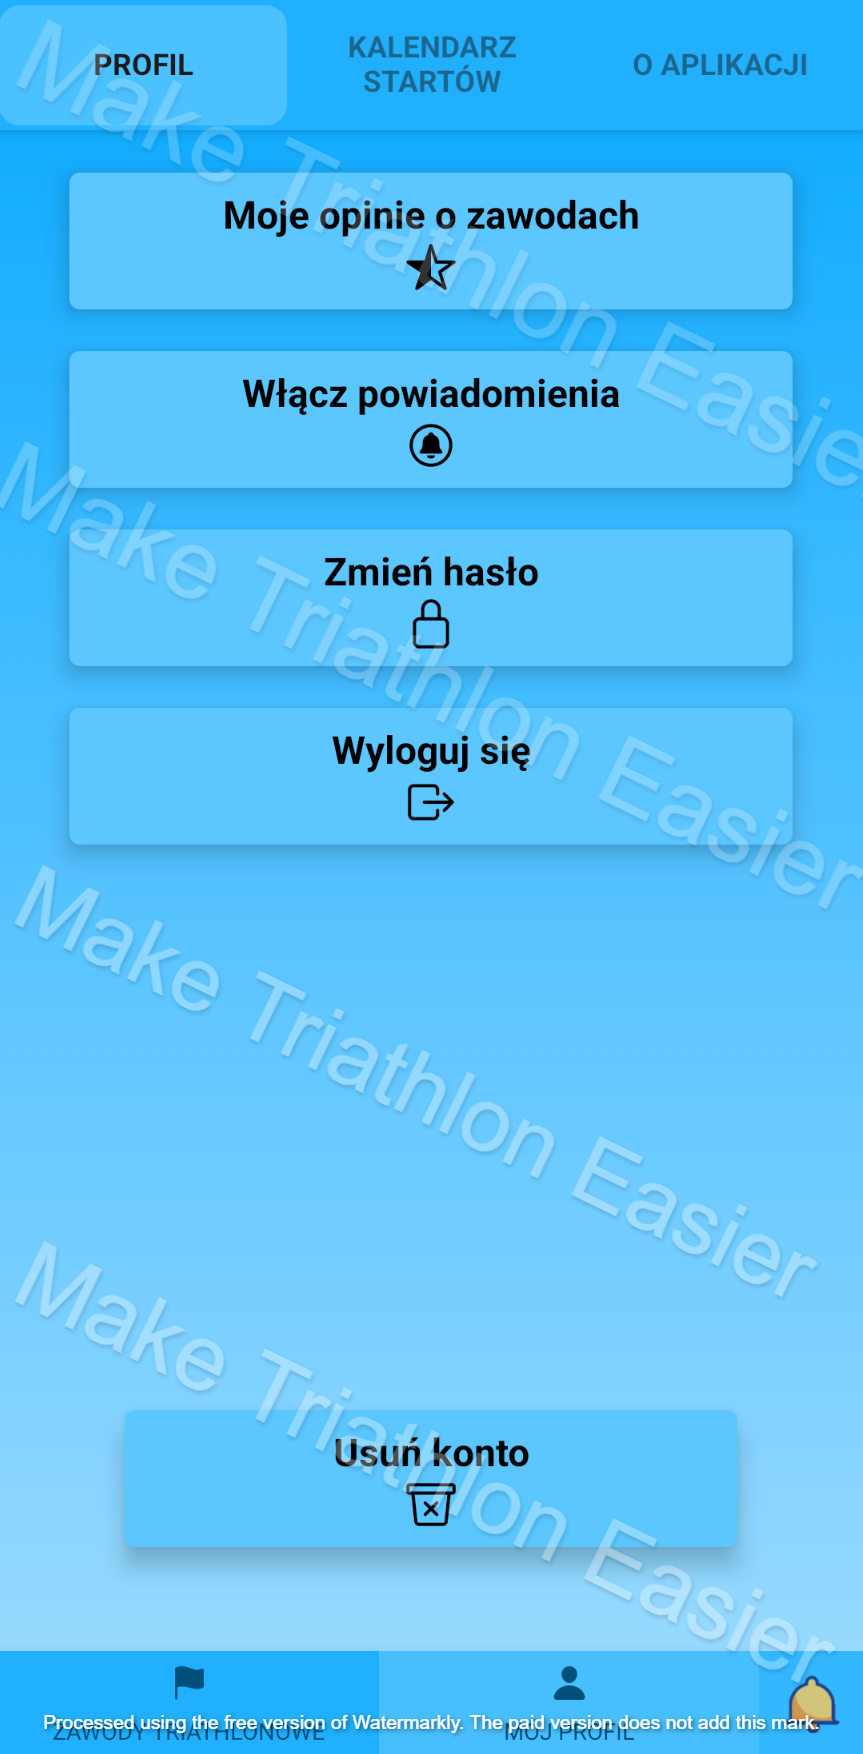 PROFIL
KALENDARZ
STARTÓW
O APLIKACJI
Moje opinie o zawodach
Włącz powiadomienia
Zmień hasło
Wyloguj się
Usuń konto
Make Triathlon Easier
Make Triathlon Easier
Make Triathlon Easier
Make Triathlon Easier
Processed using the free version of Watermarkly. The paid version does not add this mark.
ZAWODY TRIATHLONOWE
MÓJ PROFIL